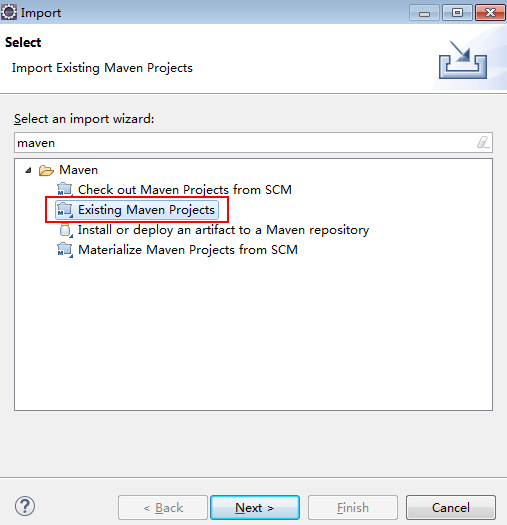 Import
Select
Import Existing Maven Projects
Select an import wizard:
maven
Maven
Check out Maven Projects from SCM
Existing Maven Projects
Install or deploy an artifact to a Maven repository
Materialize Maven Projects from SCM
? < Back Next > Finish Cancel